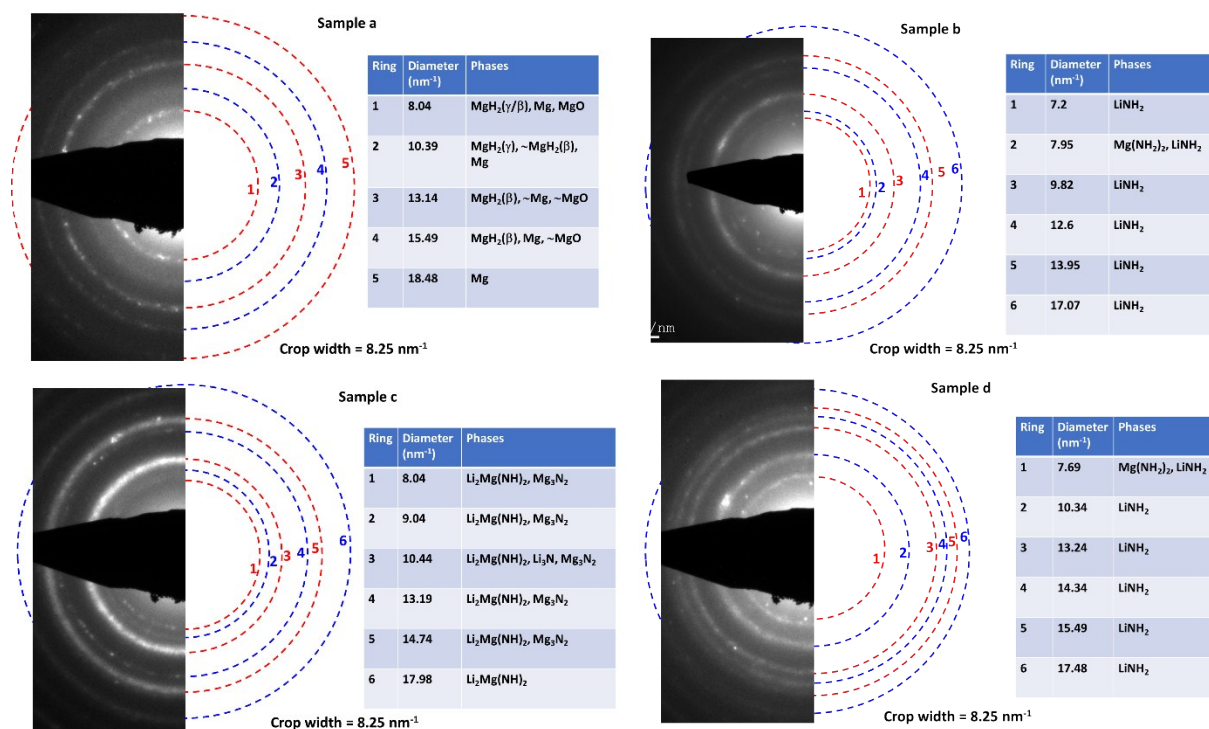 Sample a
Ring Diameter (nm⁻¹) Phases
1 8.04 MgH₂(γ/β), Mg, MgO
2 10.39 MgH₂(γ), ~MgH₂(β), Mg
3 13.14 MgH₂(β), ~Mg, ~MgO
4 15.49 MgH₂(β), Mg, ~MgO
5 18.48 Mg
1 2 3 4 5
Crop width = 8.25 nm⁻¹
Sample b
Ring Diameter (nm⁻¹) Phases
1 7.2 LiNH₂
2 7.95 Mg(NH₂)₂, LiNH₂
3 9.82 LiNH₂
4 12.6 LiNH₂
5 13.95 LiNH₂
6 17.07 LiNH₂
1 2 3 4 5 6
/nm
Crop width = 8.25 nm⁻¹
Sample c
Ring Diameter (nm⁻¹) Phases
1 8.04 Li₂Mg(NH)₂, Mg₃N₂
2 9.04 Li₂Mg(NH)₂, Mg₃N₂
3 10.44 Li₂Mg(NH)₂, Li₃N, Mg₃N₂
4 13.19 Li₂Mg(NH)₂, Mg₃N₂
5 14.74 Li₂Mg(NH)₂, Mg₃N₂
6 17.98 Li₂Mg(NH)₂
1 2 3 4 5 6
Crop width = 8.25 nm⁻¹
Sample d
Ring Diameter (nm⁻¹) Phases
1 7.69 Mg(NH₂)₂, LiNH₂
2 10.34 LiNH₂
3 13.24 LiNH₂
4 14.34 LiNH₂
5 15.49 LiNH₂
6 17.48 LiNH₂
1 2 3 4 5 6
Crop width = 8.25 nm⁻¹